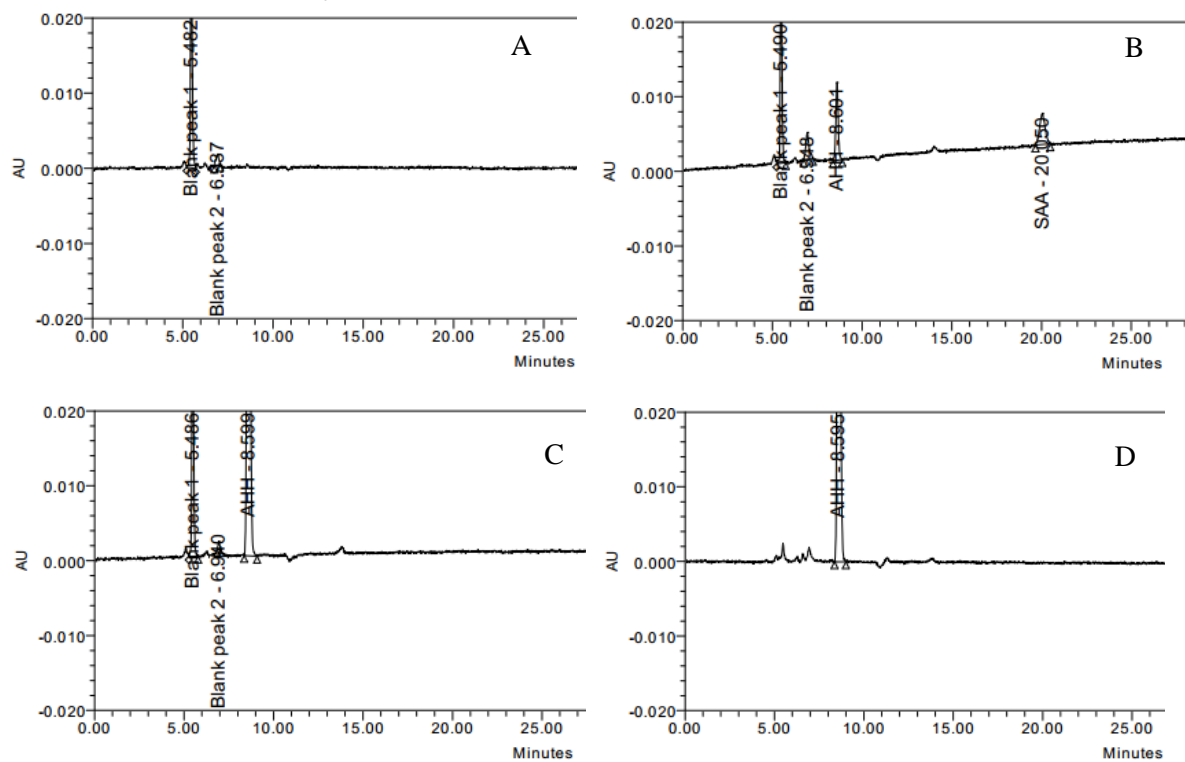 A
0.020
0.010
0.000
-0.010
-0.020
AU
Blank peak 1 - 5.482
Blank peak 2 - 6.937
0.00 5.00 10.00 15.00 20.00 25.00
Minutes
B
0.020
0.010
0.000
-0.010
-0.020
AU
Blank peak 1 - 5.490
Blank peak 2 - 6.948
AHH - 8.601
SAA - 20.050
0.00 5.00 10.00 15.00 20.00 25.00
Minutes
C
0.020
0.010
0.000
-0.010
-0.020
AU
Blank peak 1 - 5.486
Blank peak 2 - 6.940
AHH - 8.599
0.00 5.00 10.00 15.00 20.00 25.00
Minutes
D
0.020
0.010
0.000
-0.010
-0.020
AU
AHH - 8.595
0.00 5.00 10.00 15.00 20.00 25.00
Minutes